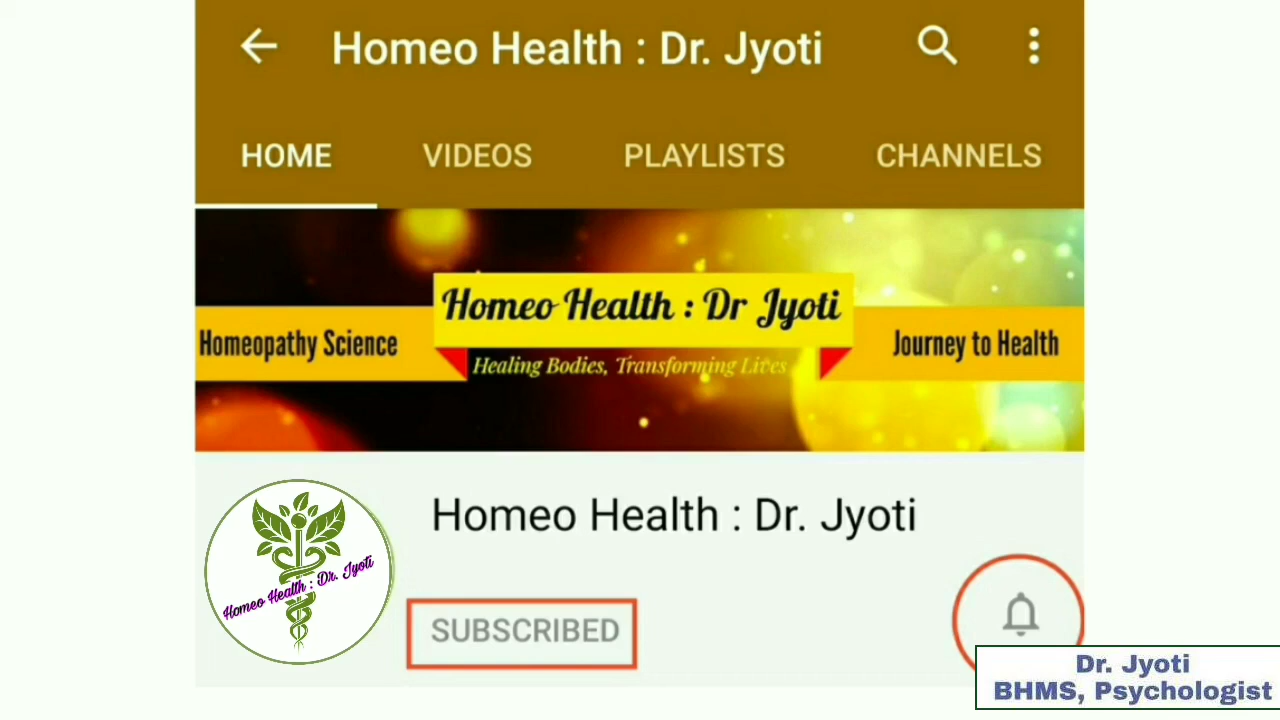 Homeo Health : Dr. Jyoti
HOME VIDEOS PLAYLISTS CHANNELS
Homeo Health : Dr Jyoti
Homeopathy Science
Journey to Health
Healing Bodies, Transforming Lives
Homeo Health : Dr. Jyoti
Homeo Health : Dr. Jyoti
SUBSCRIBED
Dr. Jyoti
BHMS, Psychologist